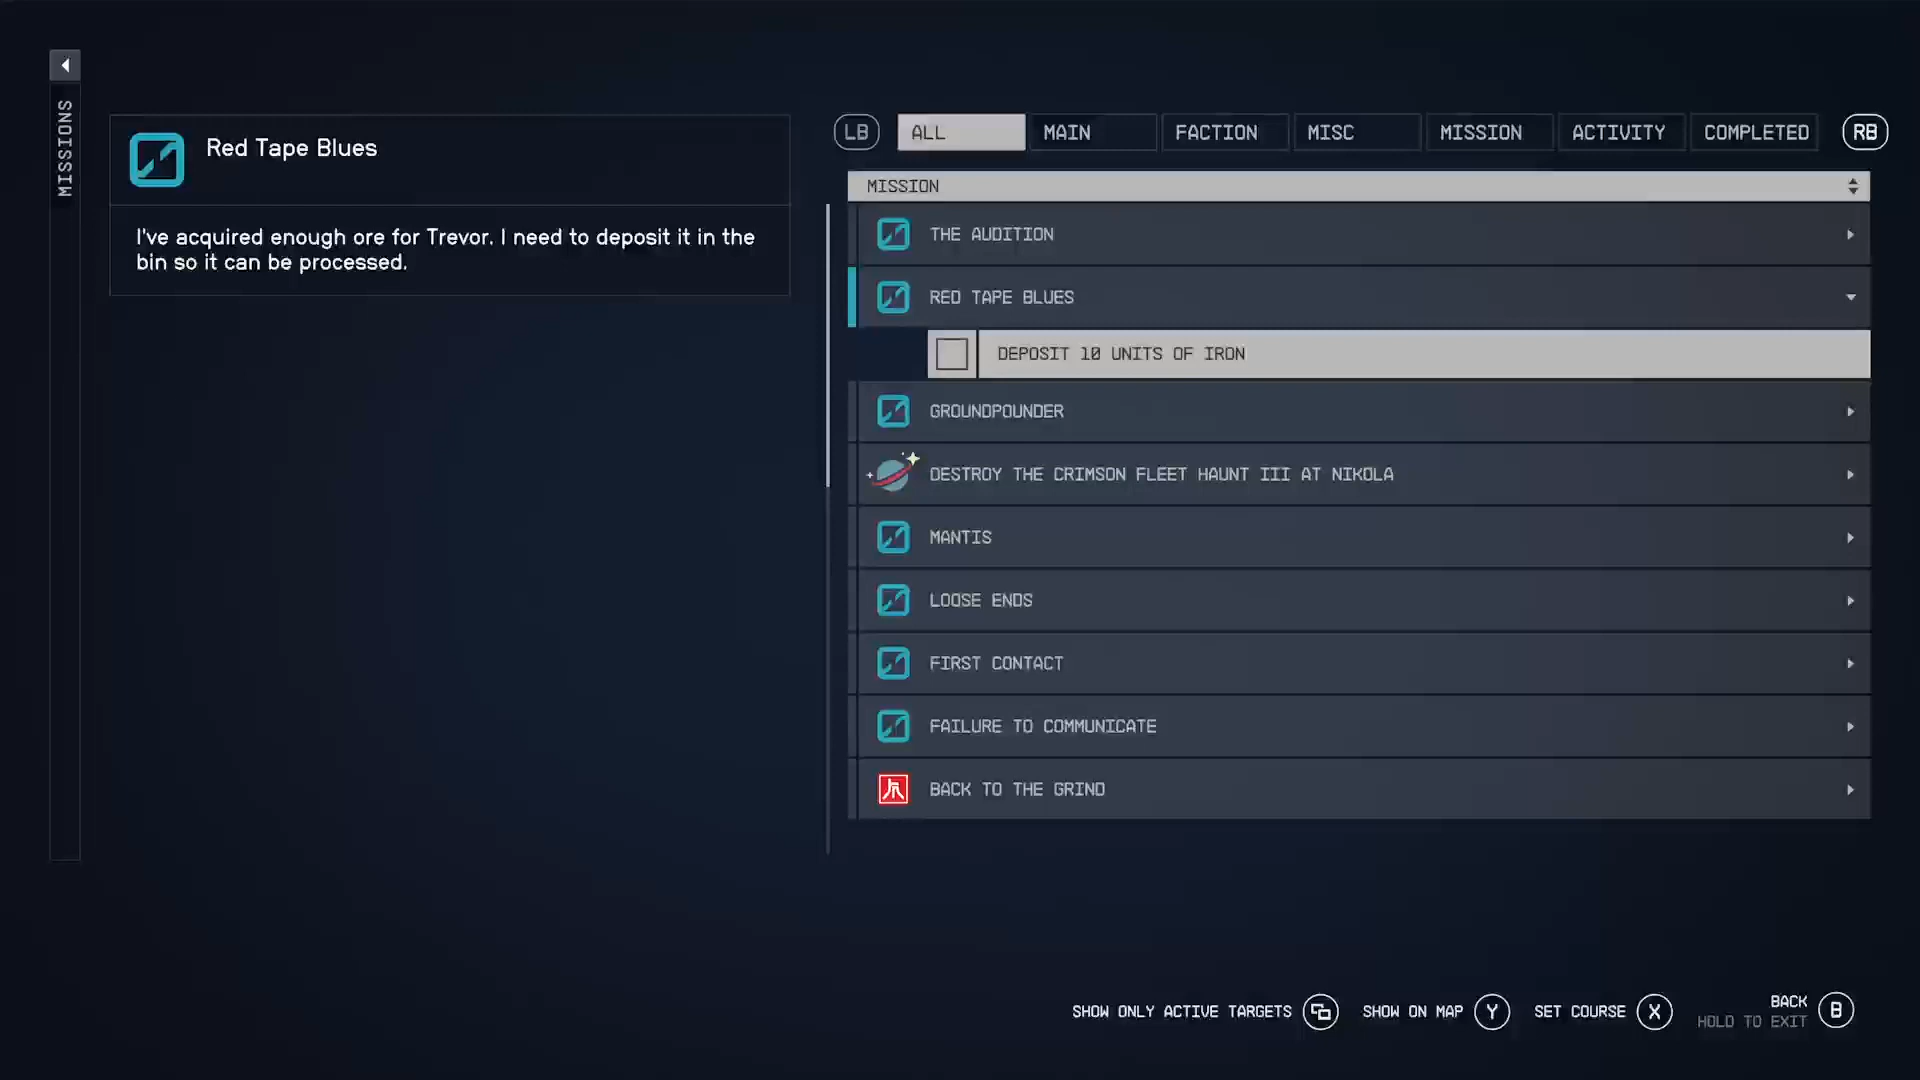 MISSIONS
Red Tape Blues
I've acquired enough ore for Trevor. I need to deposit it in the
bin so it can be processed.
LB ALL MAIN FACTION MISC MISSION ACTIVITY COMPLETED RB
MISSION
THE AUDITION
RED TAPE BLUES
DEPOSIT 10 UNITS OF IRON
GROUNDPOUNDER
DESTROY THE CRIMSON FLEET HAUNT III AT NIKOLA
MANTIS
LOOSE ENDS
FIRST CONTACT
FAILURE TO COMMUNICATE
BACK TO THE GRIND
SHOW ONLY ACTIVE TARGETS SHOW ON MAP Y SET COURSE X BACK B
HOLD TO EXIT